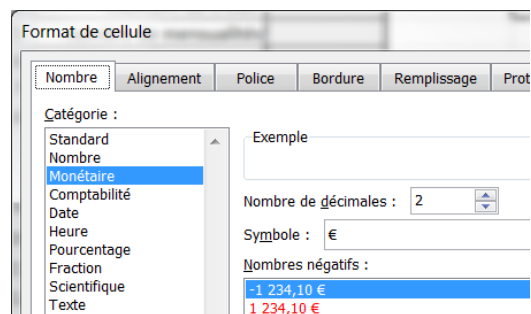 Format de cellule
Nombre Alignement Police Bordure Remplissage Prot
Catégorie :
Standard
Nombre
Monétaire
Comptabilité
Date
Heure
Pourcentage
Fraction
Scientifique
Texte
Exemple
Nombre de décimales : 2
Symbole : €
Nombres négatifs :
-1 234,10 €
1 234,10 €